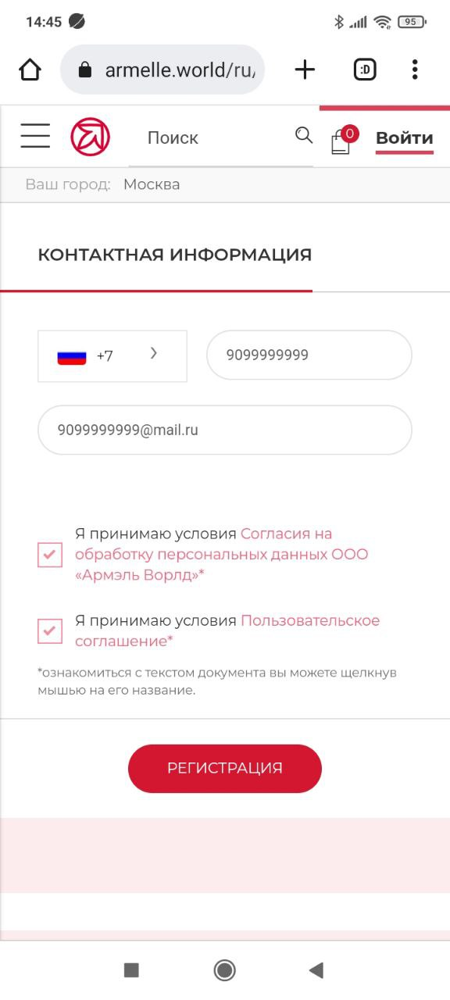 14:45
95
armelle.world/ru/
:D
Поиск
0
Войти
Ваш город: Москва
КОНТАКТНАЯ ИНФОРМАЦИЯ
+7
9099999999
9099999999@mail.ru
Я принимаю условия Согласия на
обработку персональных данных ООО
«Армэль Ворлд»*
Я принимаю условия Пользовательское
соглашение*
*ознакомиться с текстом документа вы можете щелкнув
мышью на его название.
РЕГИСТРАЦИЯ